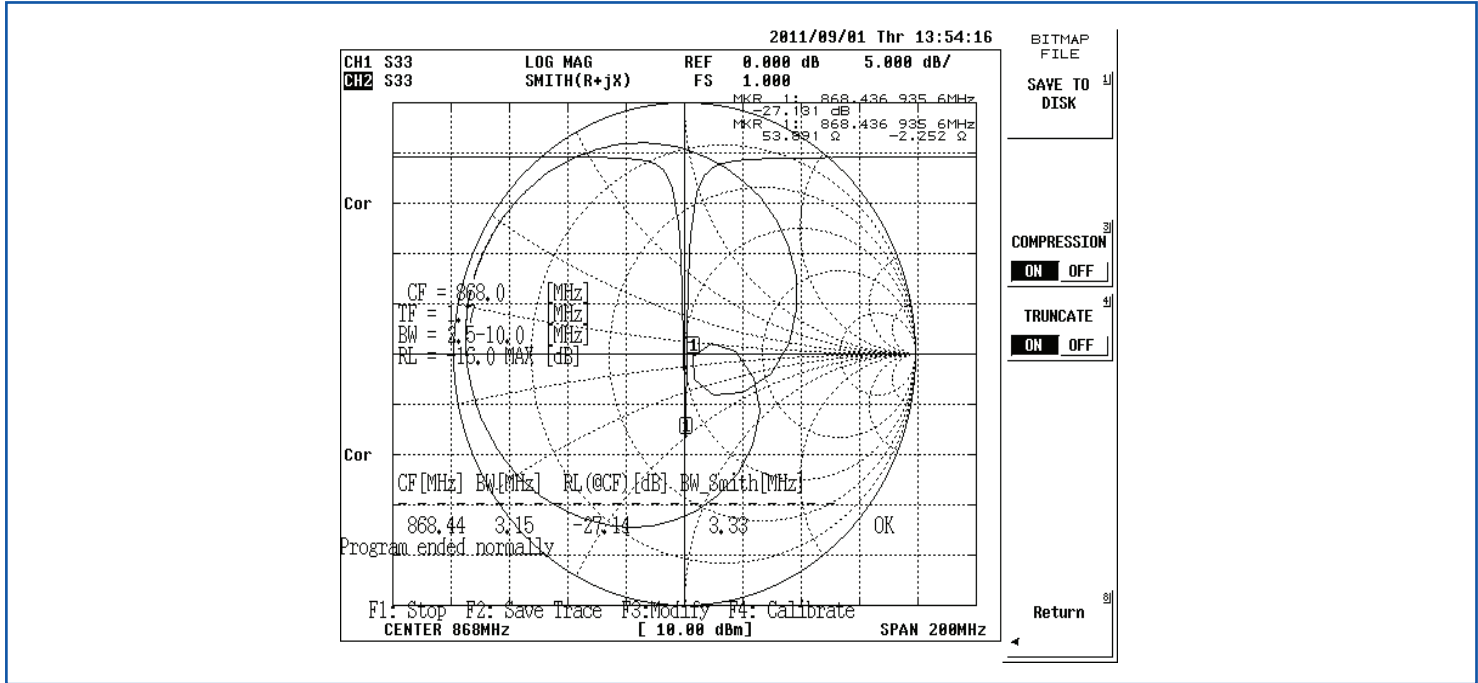 2011/09/01 Thr 13:54:16
CH1 S33 LOG MAG REF 0.000 dB 5.000 dB/
CH2 S33 SMITH(R+jX) FS 1.000
MKR 1: 868.436 935 6MHz
-27.131 dB
MKR 1: 868.436 935 6MHz
53.891 Ω -2.252 Ω
Cor
CF = 868.0 [MHz]
TF = 1.7 [MHz]
BW = 2.5-10.0 [MHz]
RL = -16.0 MAX [dB]
1
1
Cor
CF[MHz] BW[MHz] RL(@CF)[dB] BW_Smith[MHz]
868.44 3.15 -27.14 3.33 OK
Program ended normally
F1: Stop F2: Save Trace F3:Modify F4: Calibrate
CENTER 868MHz [ 10.00 dBm] SPAN 200MHz
BITMAP
FILE
SAVE TO 1
DISK
3
COMPRESSION
ON OFF
4
TRUNCATE
ON OFF
8
Return